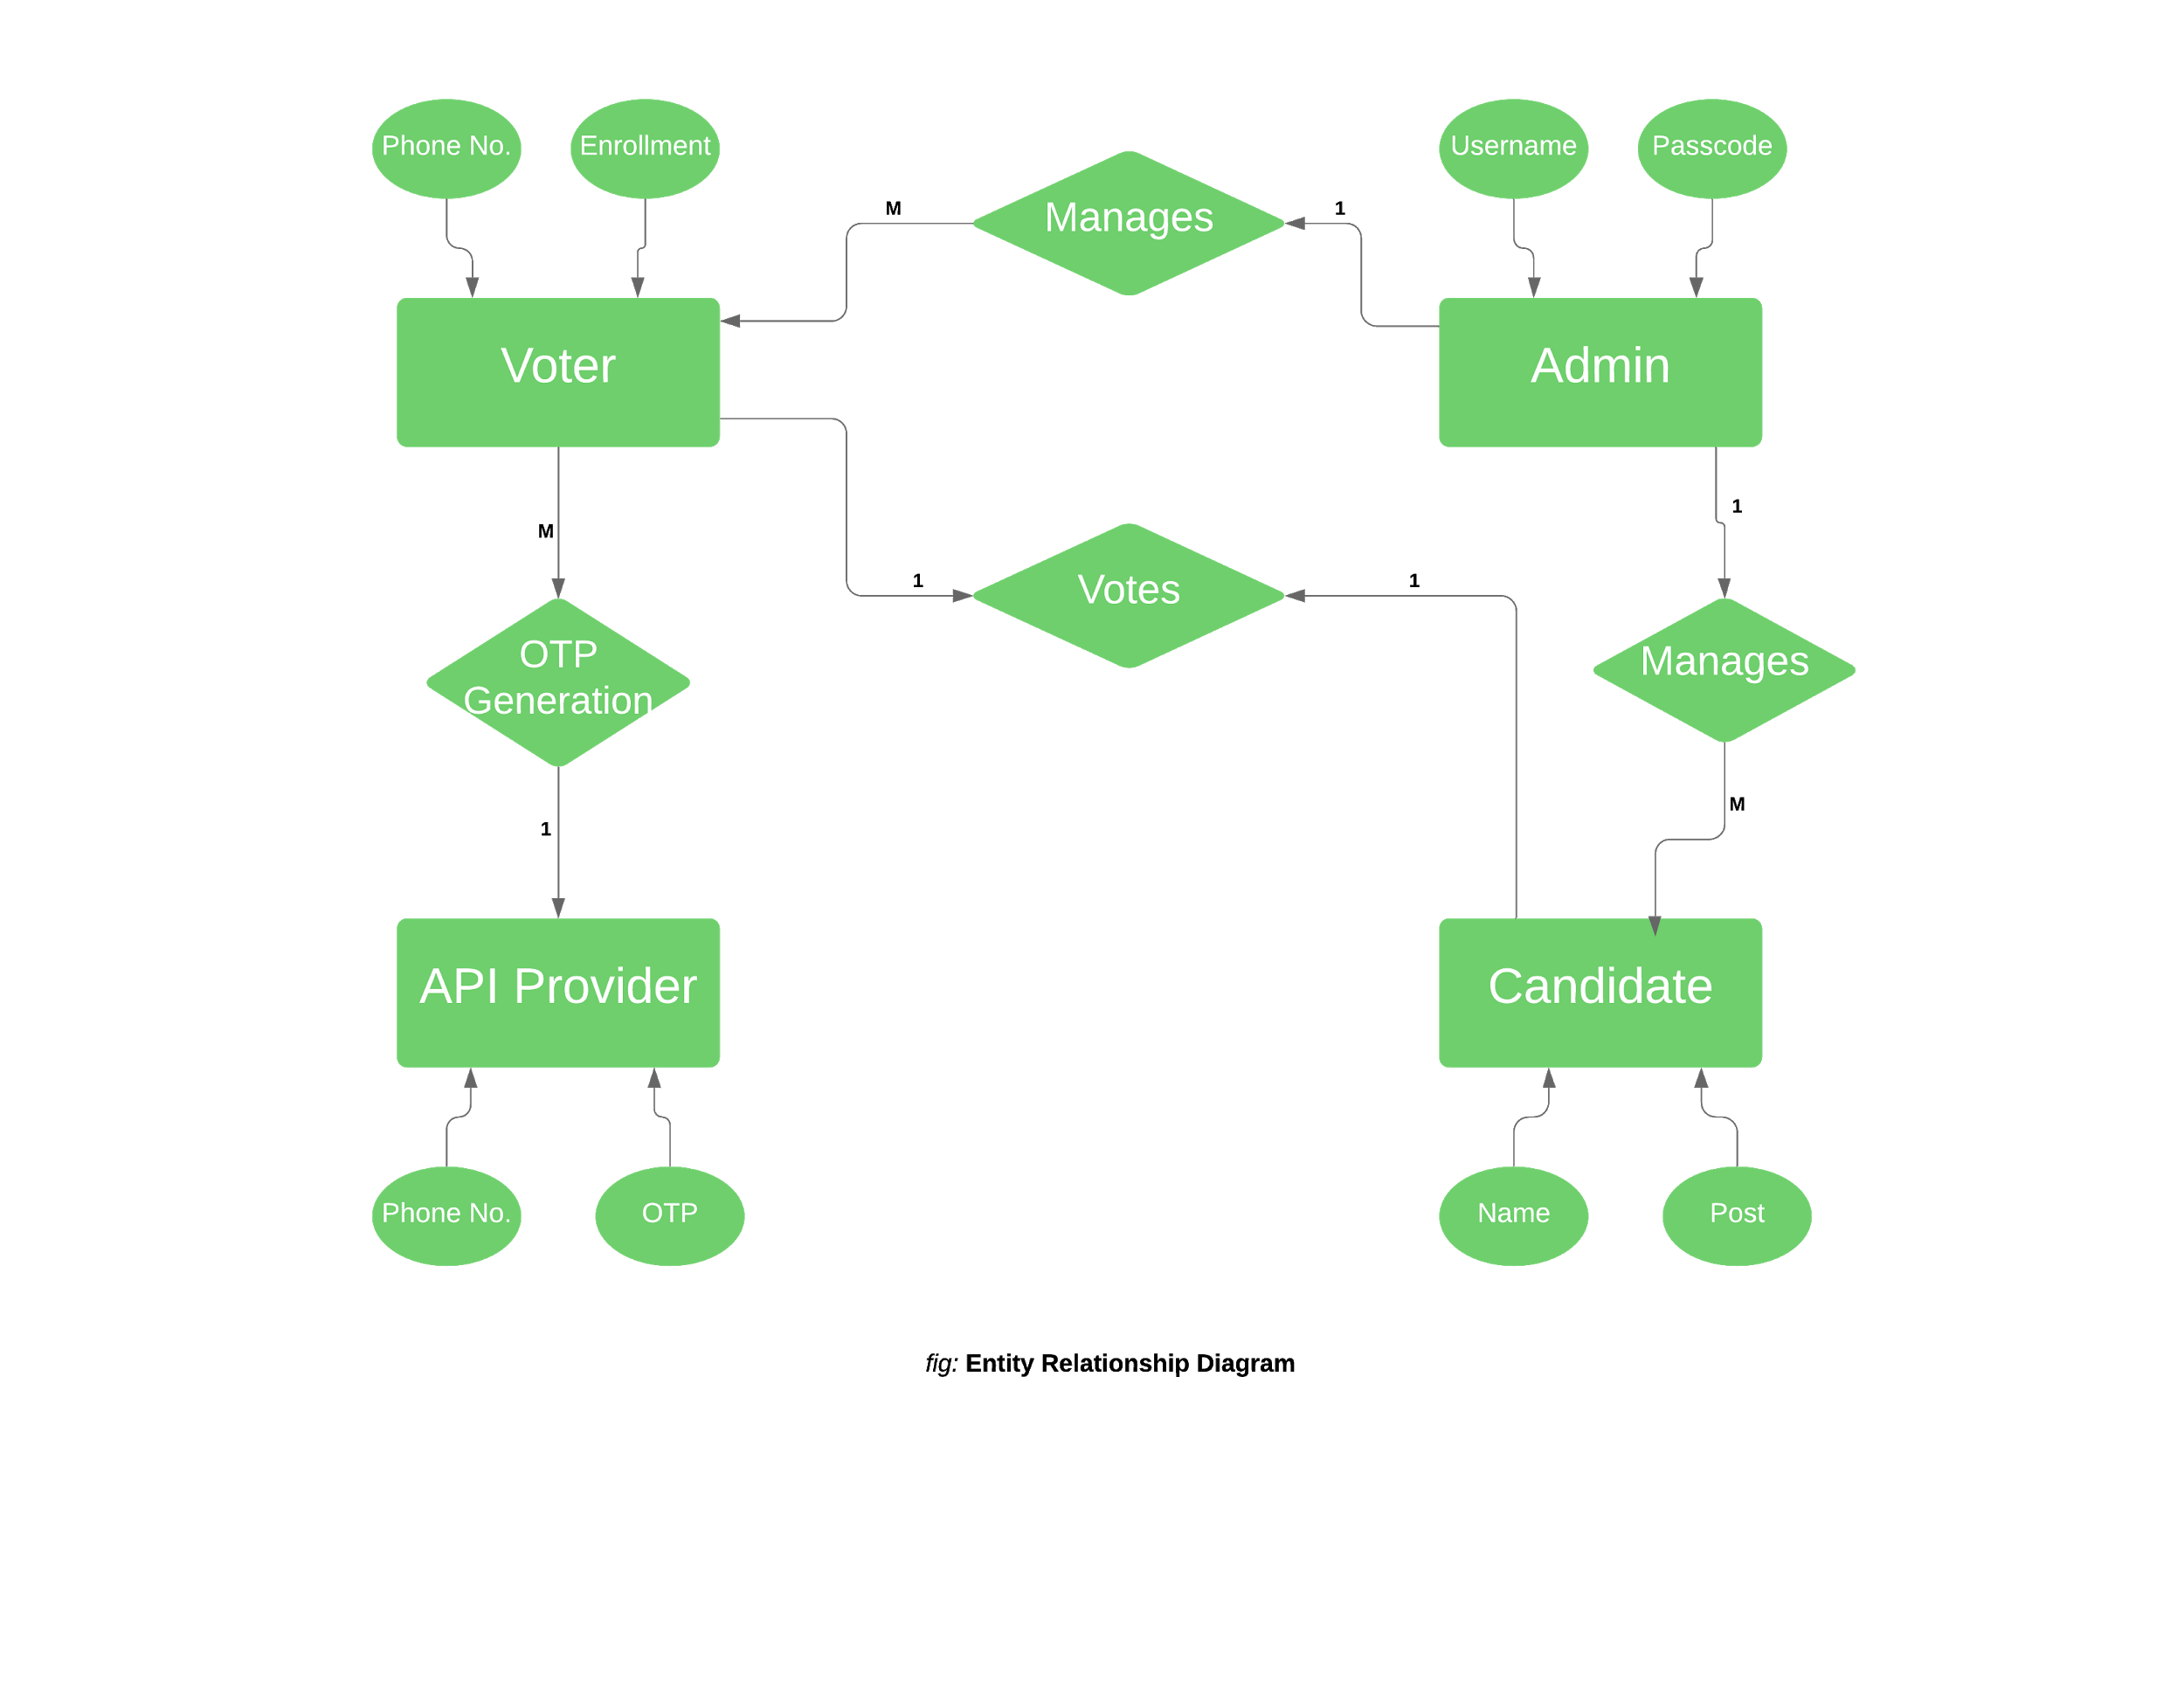 Phone No.
Enrollment
Username
Passcode
M
Manages
1
Voter
Admin
M
1
1
Votes
1
OTP
Generation
Manages
1
M
API Provider
Candidate
Phone No.
OTP
Name
Post
fig: Entity Relationship Diagram